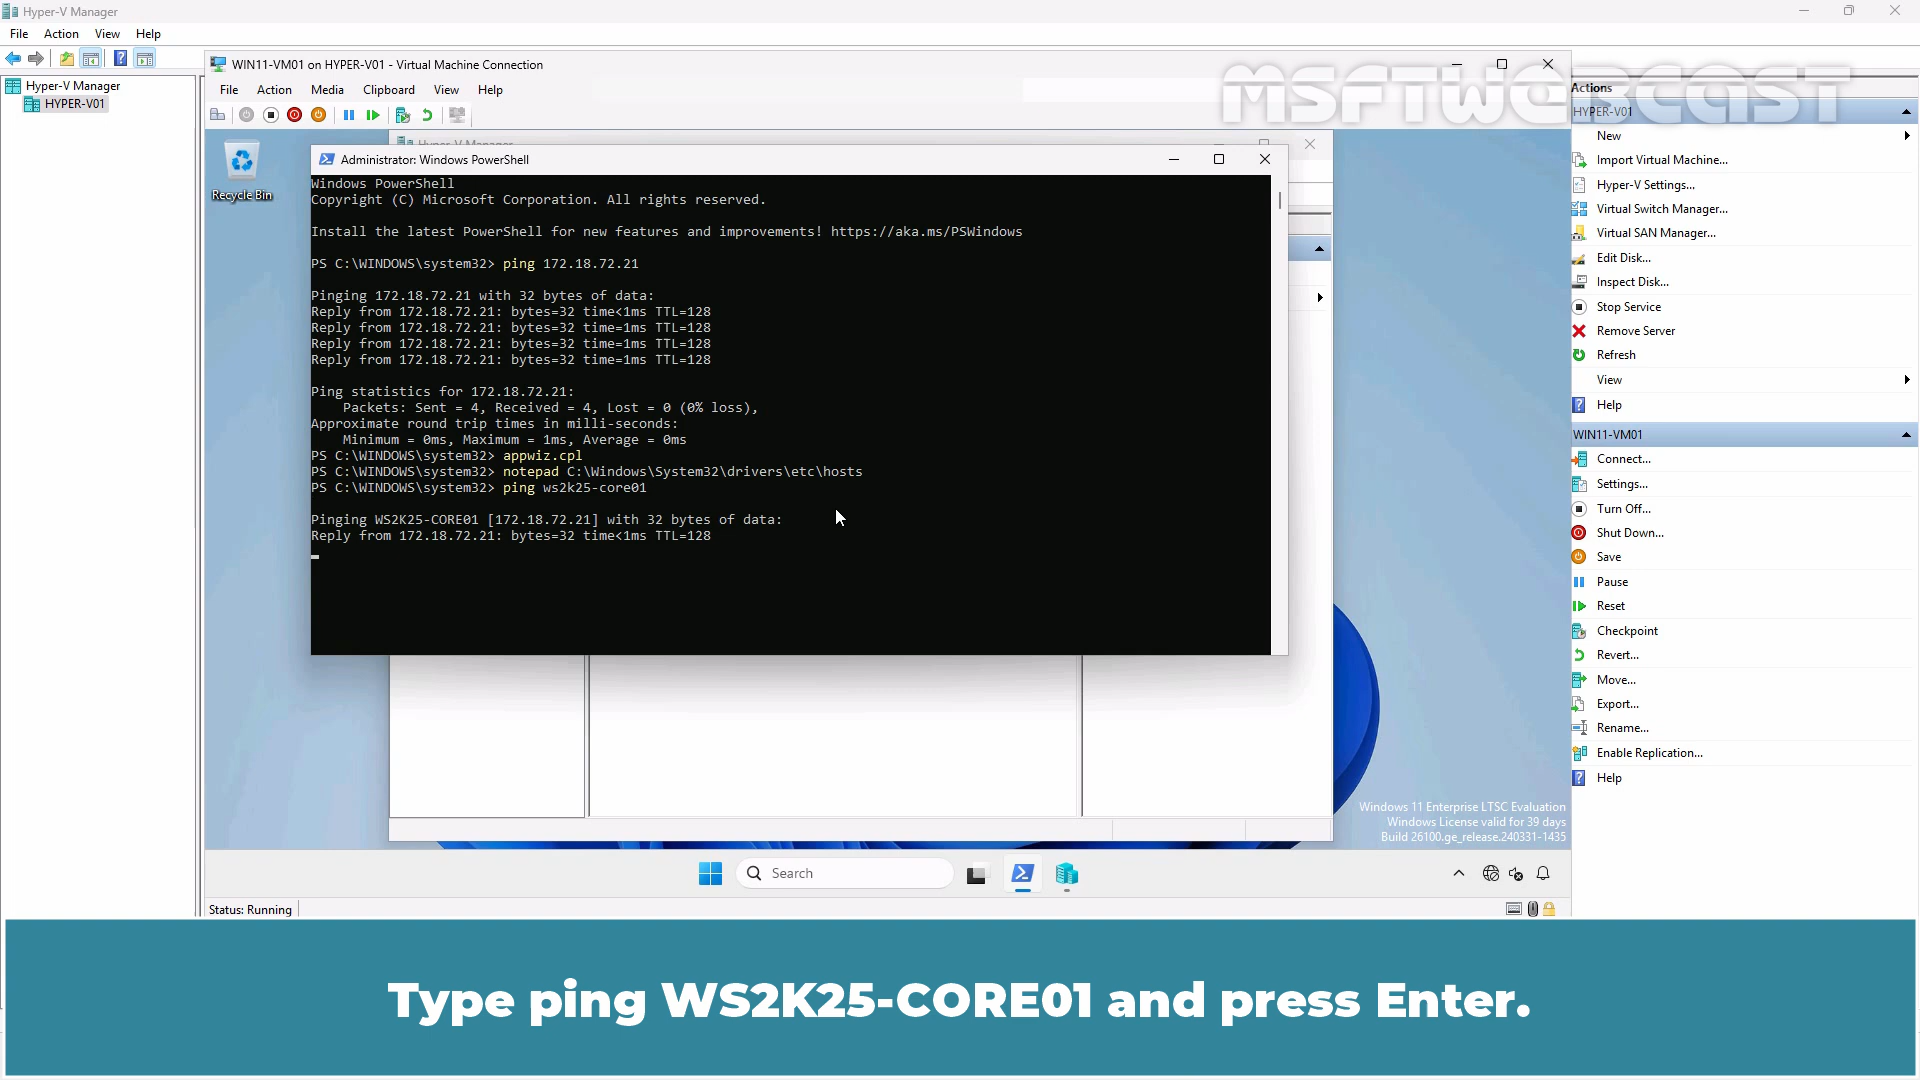 Hyper-V Manager
File Action View Help
Hyper-V Manager
HYPER-V01
WIN11-VM01 on HYPER-V01 - Virtual Machine Connection
File Action Media Clipboard View Help
MSFTWEBCAST
Recycle Bin
Hyper-V Manager
Administrator: Windows PowerShell
Windows PowerShell
Copyright (C) Microsoft Corporation. All rights reserved.
Install the latest PowerShell for new features and improvements! https://aka.ms/PSWindows
PS C:\WINDOWS\system32> ping 172.18.72.21
Pinging 172.18.72.21 with 32 bytes of data:
Reply from 172.18.72.21: bytes=32 time<1ms TTL=128
Reply from 172.18.72.21: bytes=32 time=1ms TTL=128
Reply from 172.18.72.21: bytes=32 time=1ms TTL=128
Reply from 172.18.72.21: bytes=32 time=1ms TTL=128
Ping statistics for 172.18.72.21:
Packets: Sent = 4, Received = 4, Lost = 0 (0% loss),
Approximate round trip times in milli-seconds:
Minimum = 0ms, Maximum = 1ms, Average = 0ms
PS C:\WINDOWS\system32> appwiz.cpl
PS C:\WINDOWS\system32> notepad C:\Windows\System32\drivers\etc\hosts
PS C:\WINDOWS\system32> ping ws2k25-core01
Pinging WS2K25-CORE01 [172.18.72.21] with 32 bytes of data:
Reply from 172.18.72.21: bytes=32 time<1ms TTL=128
Windows 11 Enterprise LTSC Evaluation
Windows License valid for 39 days
Build 26100.ge_release.240331-1435
Search
Status: Running
Actions
HYPER-V01
New
Import Virtual Machine...
Hyper-V Settings...
Virtual Switch Manager...
Virtual SAN Manager...
Edit Disk...
Inspect Disk...
Stop Service
Remove Server
Refresh
View
Help
WIN11-VM01
Connect...
Settings...
Turn Off...
Shut Down...
Save
Pause
Reset
Checkpoint
Revert...
Move...
Export...
Rename...
Enable Replication...
Help
Type ping WS2K25-CORE01 and press Enter.